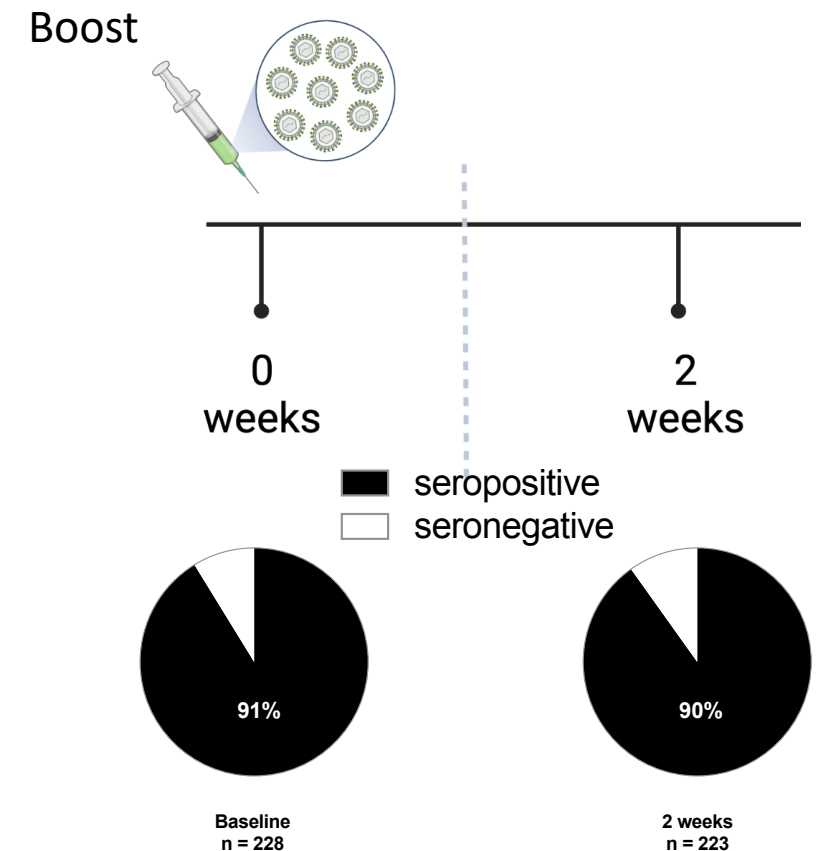 Boost
0
weeks
2
weeks
seropositive
seronegative
91%
90%
Baseline
n = 228
2 weeks
n = 223